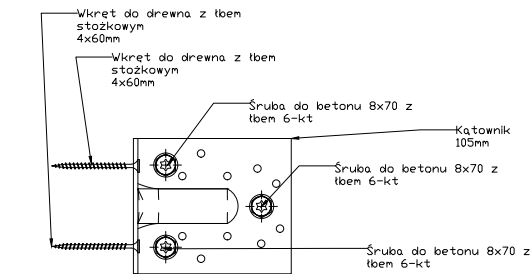 Wkręt do drewna z łbem
stożkowym
4x60mm
Wkręt do drewna z łbem
stożkowym
4x60mm
Śruba do betonu 8x70 z
łbem 6-kt
Kątownik
105mm
Śruba do betonu 8x70 z
łbem 6-kt
Śruba do betonu 8x70 z
łbem 6-kt